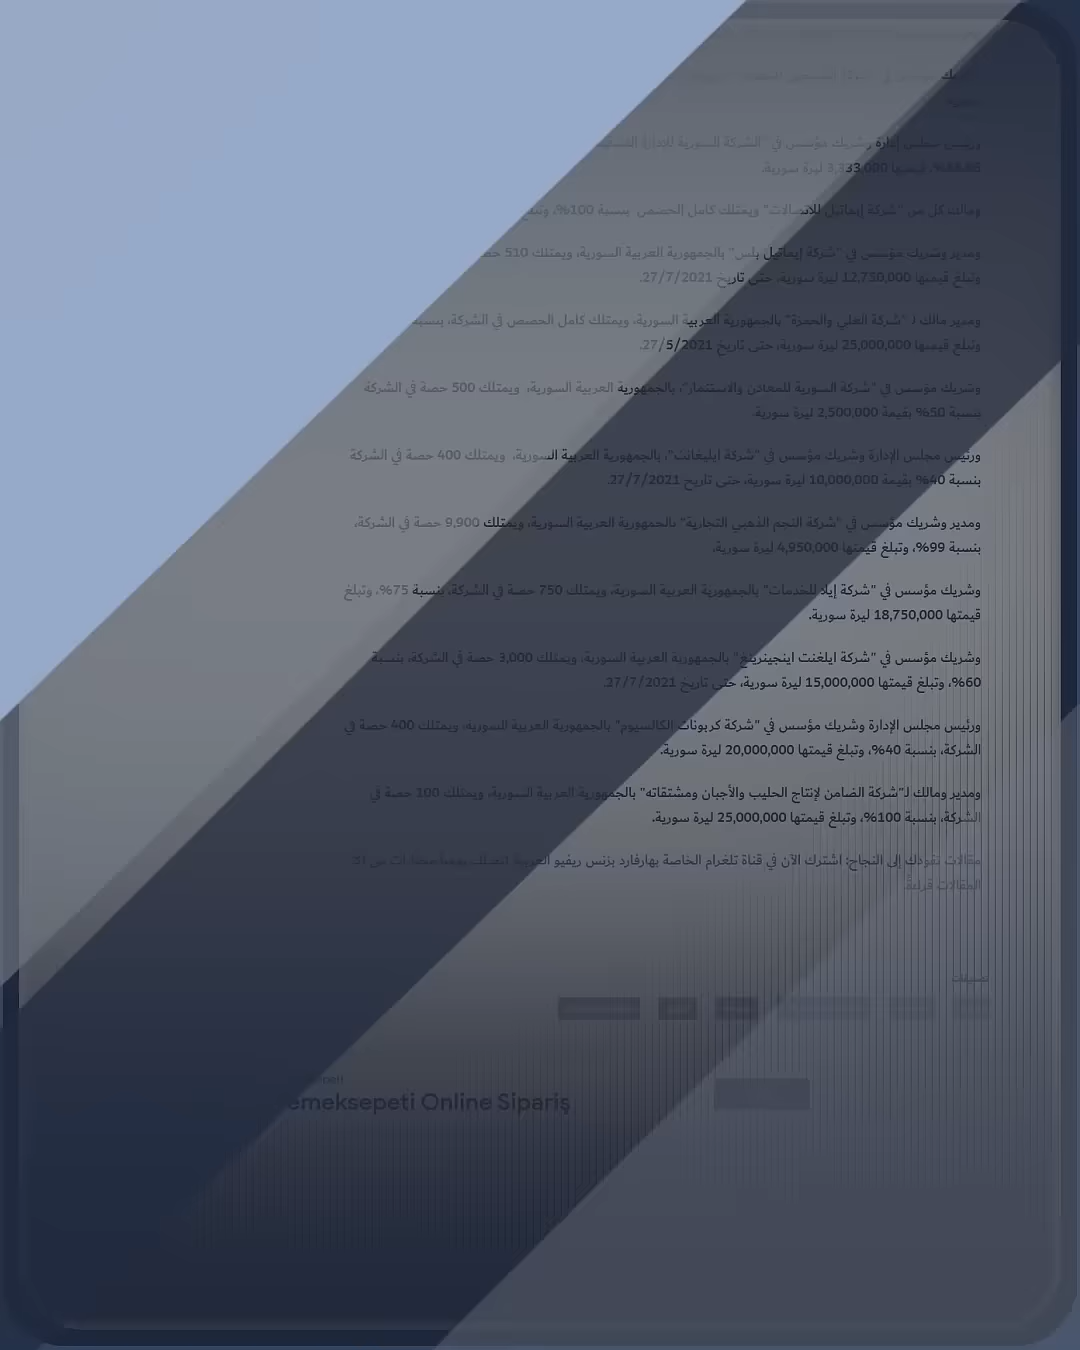 ورئيس مجلس إدارة وشريك مؤسس في "الشركة السورية لإدارة
قيمتها 3,333,000 ليرة سورية.
ومالك كل من "شركة إيماتيل للاتصالات" ويمتلك كامل الحصص بنسبة 100%، وتبلغ
ومدير وشريك مؤسس في "شركة إيماتيل بلس" بالجمهورية العربية السورية، ويمتلك 510
وتبلغ قيمتها 12,750,000 ليرة سورية، حتى تاريخ 27/7/2021.
ومدير مالك لـ "شركة العلي والحمزة" بالجمهورية العربية السورية، ويمتلك كامل الحصص في الشركة، بنسبة
وتبلغ قيمتها 25,000,000 ليرة سورية، حتى تاريخ 27/5/2021.
وشريك مؤسس في "شركة السورية للمعادن والاستثمار"، بالجمهورية العربية السورية، ويمتلك 500 حصة في الشركة
بنسبة 50% بقيمة 2,500,000 ليرة سورية.
ورئيس مجلس الإدارة وشريك مؤسس في "شركة ايليغانت"، بالجمهورية العربية السورية، ويمتلك 400 حصة في الشركة
بنسبة 40% بقيمة 10,000,000 ليرة سورية، حتى تاريخ 27/7/2021.
ومدير وشريك مؤسس في "شركة النجم الذهبي التجارية" بالجمهورية العربية السورية، ويمتلك 9,900 حصة في الشركة،
بنسبة 99%، وتبلغ قيمتها 4,950,000 ليرة سورية.
وشريك مؤسس في "شركة إيلا للخدمات" بالجمهورية العربية السورية، ويمتلك 750 حصة في الشركة، بنسبة 75%، وتبلغ
قيمتها 18,750,000 ليرة سورية.
وشريك مؤسس في "شركة ايلغنت اينجينرينغ" بالجمهورية العربية السورية، ويمتلك 3,000 حصة في الشركة، بنسبة
60%، وتبلغ قيمتها 15,000,000 ليرة سورية، حتى تاريخ 27/7/2021.
ورئيس مجلس الإدارة وشريك مؤسس في "شركة كربونات الكالسيوم" بالجمهورية العربية السورية، ويمتلك 400 حصة في
الشركة، بنسبة 40%، وتبلغ قيمتها 20,000,000 ليرة سورية.
ومدير ومالك لـ"شركة الضامن لإنتاج الحليب والأجبان ومشتقاته" بالجمهورية العربية السورية، ويمتلك 100 حصة في
الشركة، بنسبة 100%، وتبلغ قيمتها 25,000,000 ليرة سورية.
مقالات تقودك إلى النجاح: اشترك الآن في قناة تلغرام الخاصة بهارفارد بزنس ريفيو العربية لتصلك يومياً مختارات من
المقالات قراءةً.
تصنيفات
emeksepeti Online Sipariş